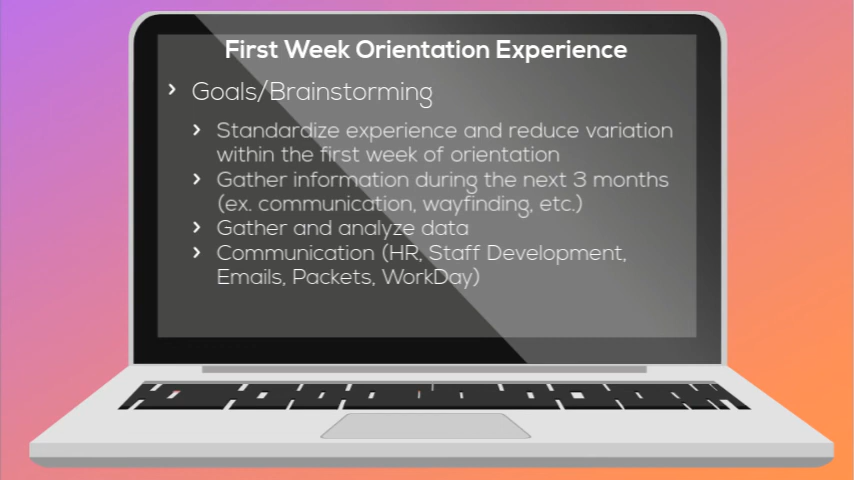 First Week Orientation Experience
› Goals/Brainstorming
› Standardize experience and reduce variation
within the first week of orientation
› Gather information during the next 3 months
(ex. communication, wayfinding, etc.)
› Gather and analyze data
› Communication (HR, Staff Development,
Emails, Packets, WorkDay)